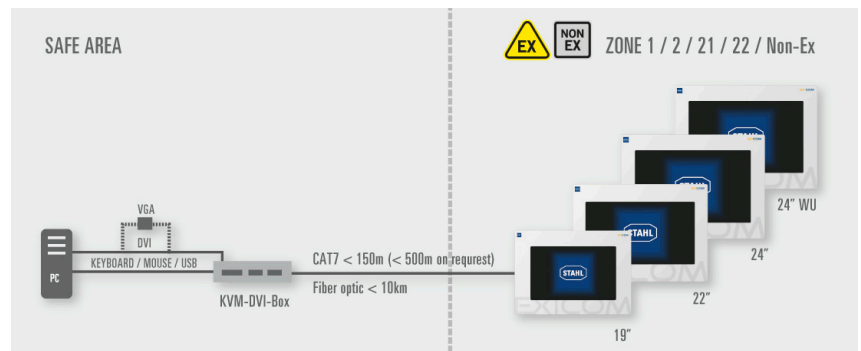 SAFE AREA
EX
NON
EX
ZONE 1 / 2 / 21 / 22 / Non-Ex
VGA
DVI
KEYBOARD / MOUSE / USB
PC
KVM-DVI-Box
CAT7 < 150m (< 500m on requrest)
Fiber optic < 10km
STAHL
24" WU
STAHL
24"
STAHL
EXICOM
22"
STAHL
EXICOM
19"